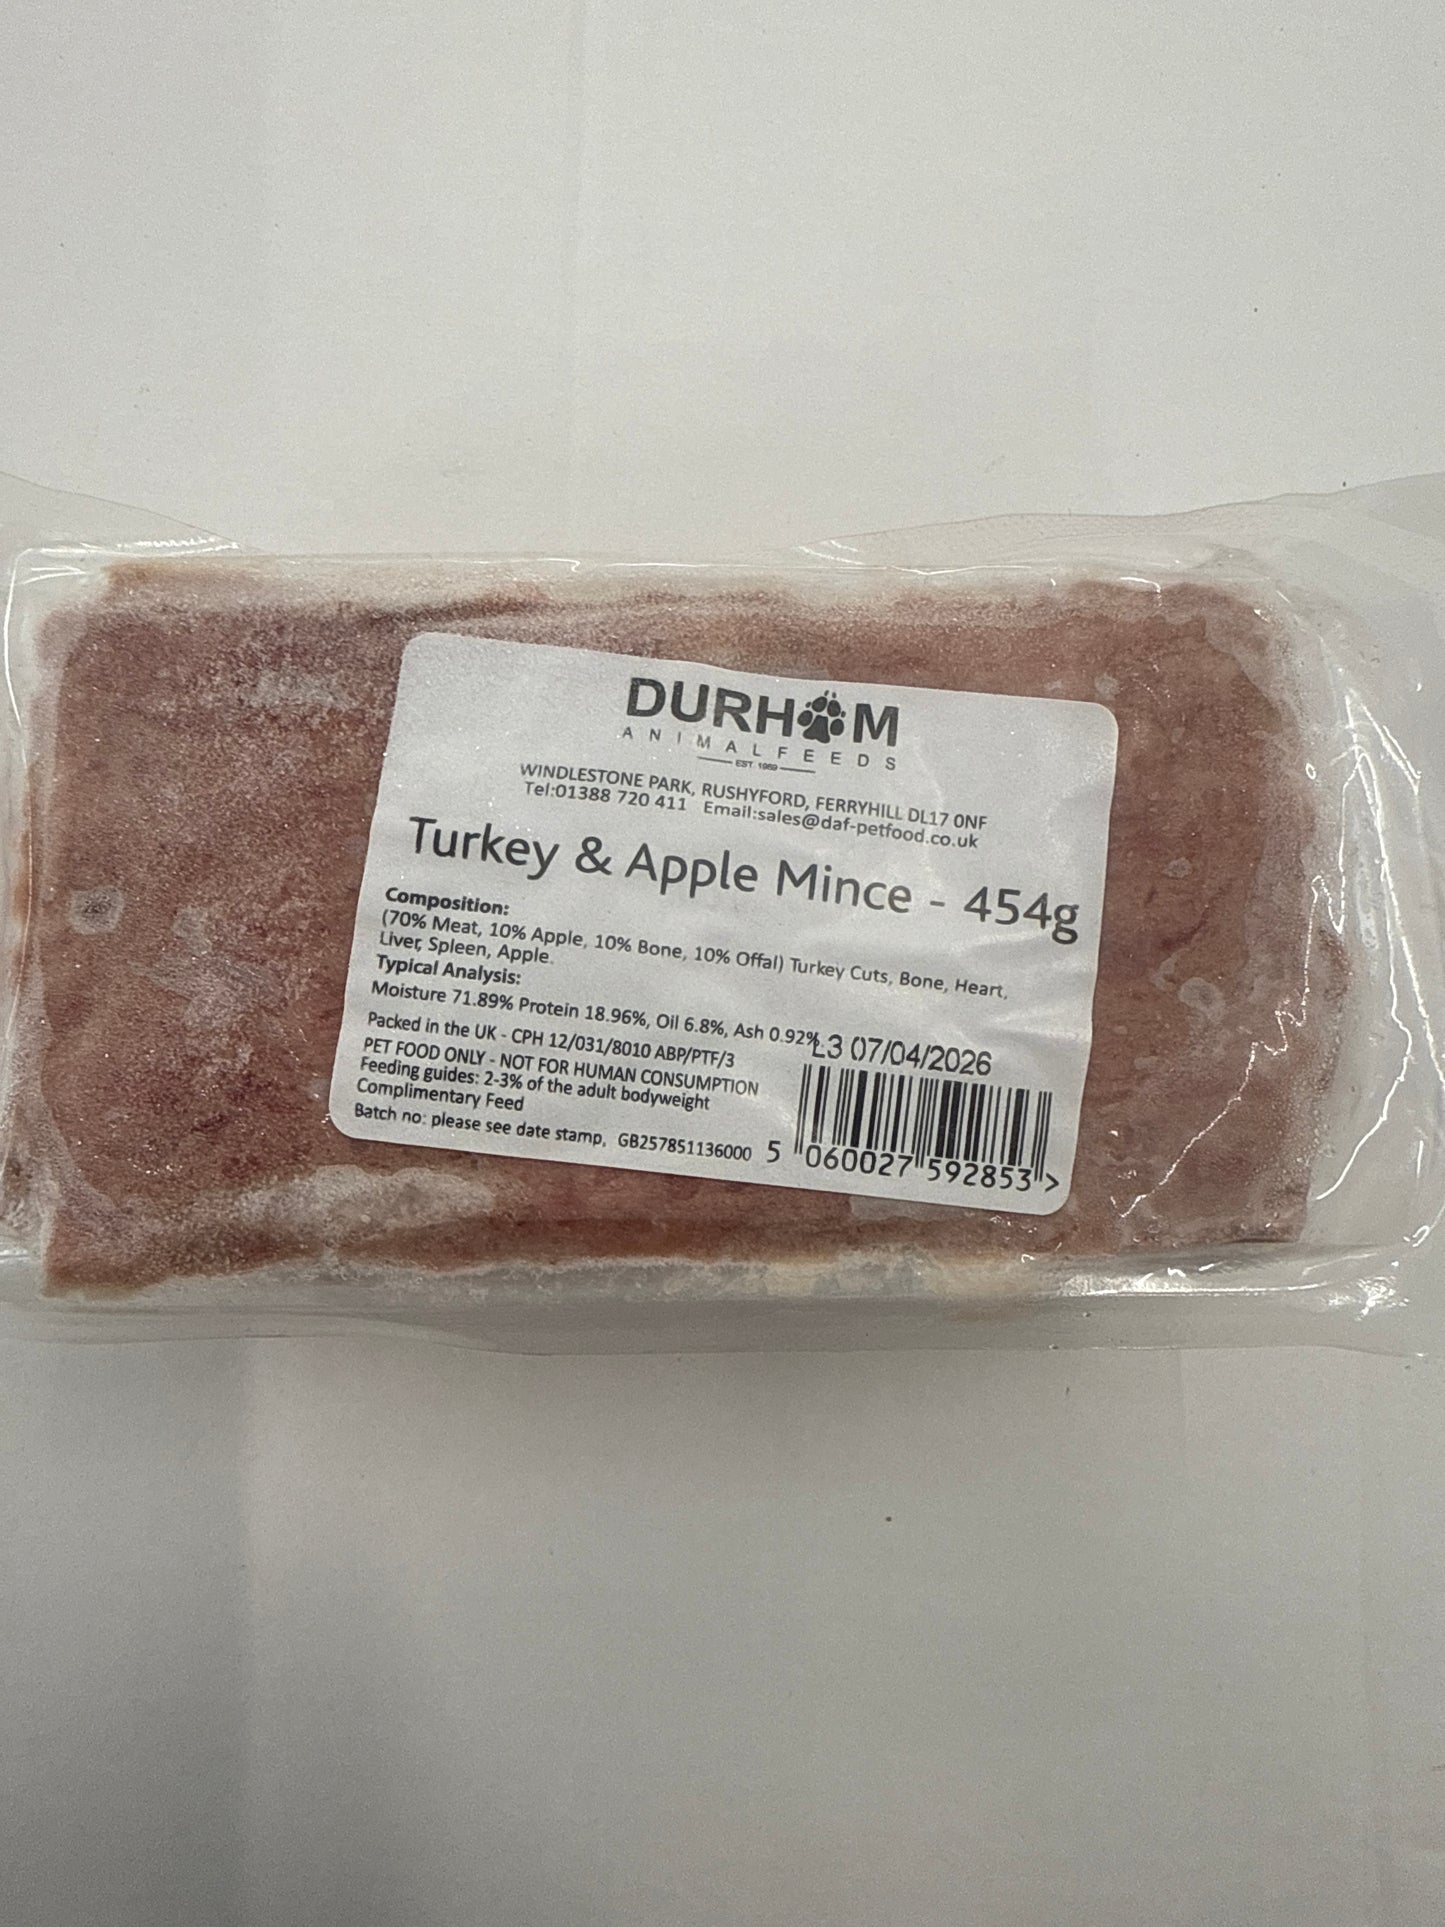 DURHAM
ANIMALFEEDS
EST 1969
WINDLESTONE PARK, RUSHYFORD, FERRYHILL DL17 0NF
Tel:01388 720 411 Email:sales@daf-petfood.co.uk
Turkey & Apple Mince - 454g
Composition:
(70% Meat, 10% Apple, 10% Bone, 10% Offal) Turkey Cuts, Bone, Heart,
Liver, Spleen, Apple.
Typical Analysis:
Moisture 71.89% Protein 18.96%, Oil 6.8%, Ash 0.92%
L3 07/04/2026
Packed in the UK - CPH 12/031/8010 ABP/PTF/3
PET FOOD ONLY - NOT FOR HUMAN CONSUMPTION
Feeding guides: 2-3% of the adult bodyweight
Complimentary Feed
Batch no: please see date stamp, GB257851136000
5 060027 592853 >